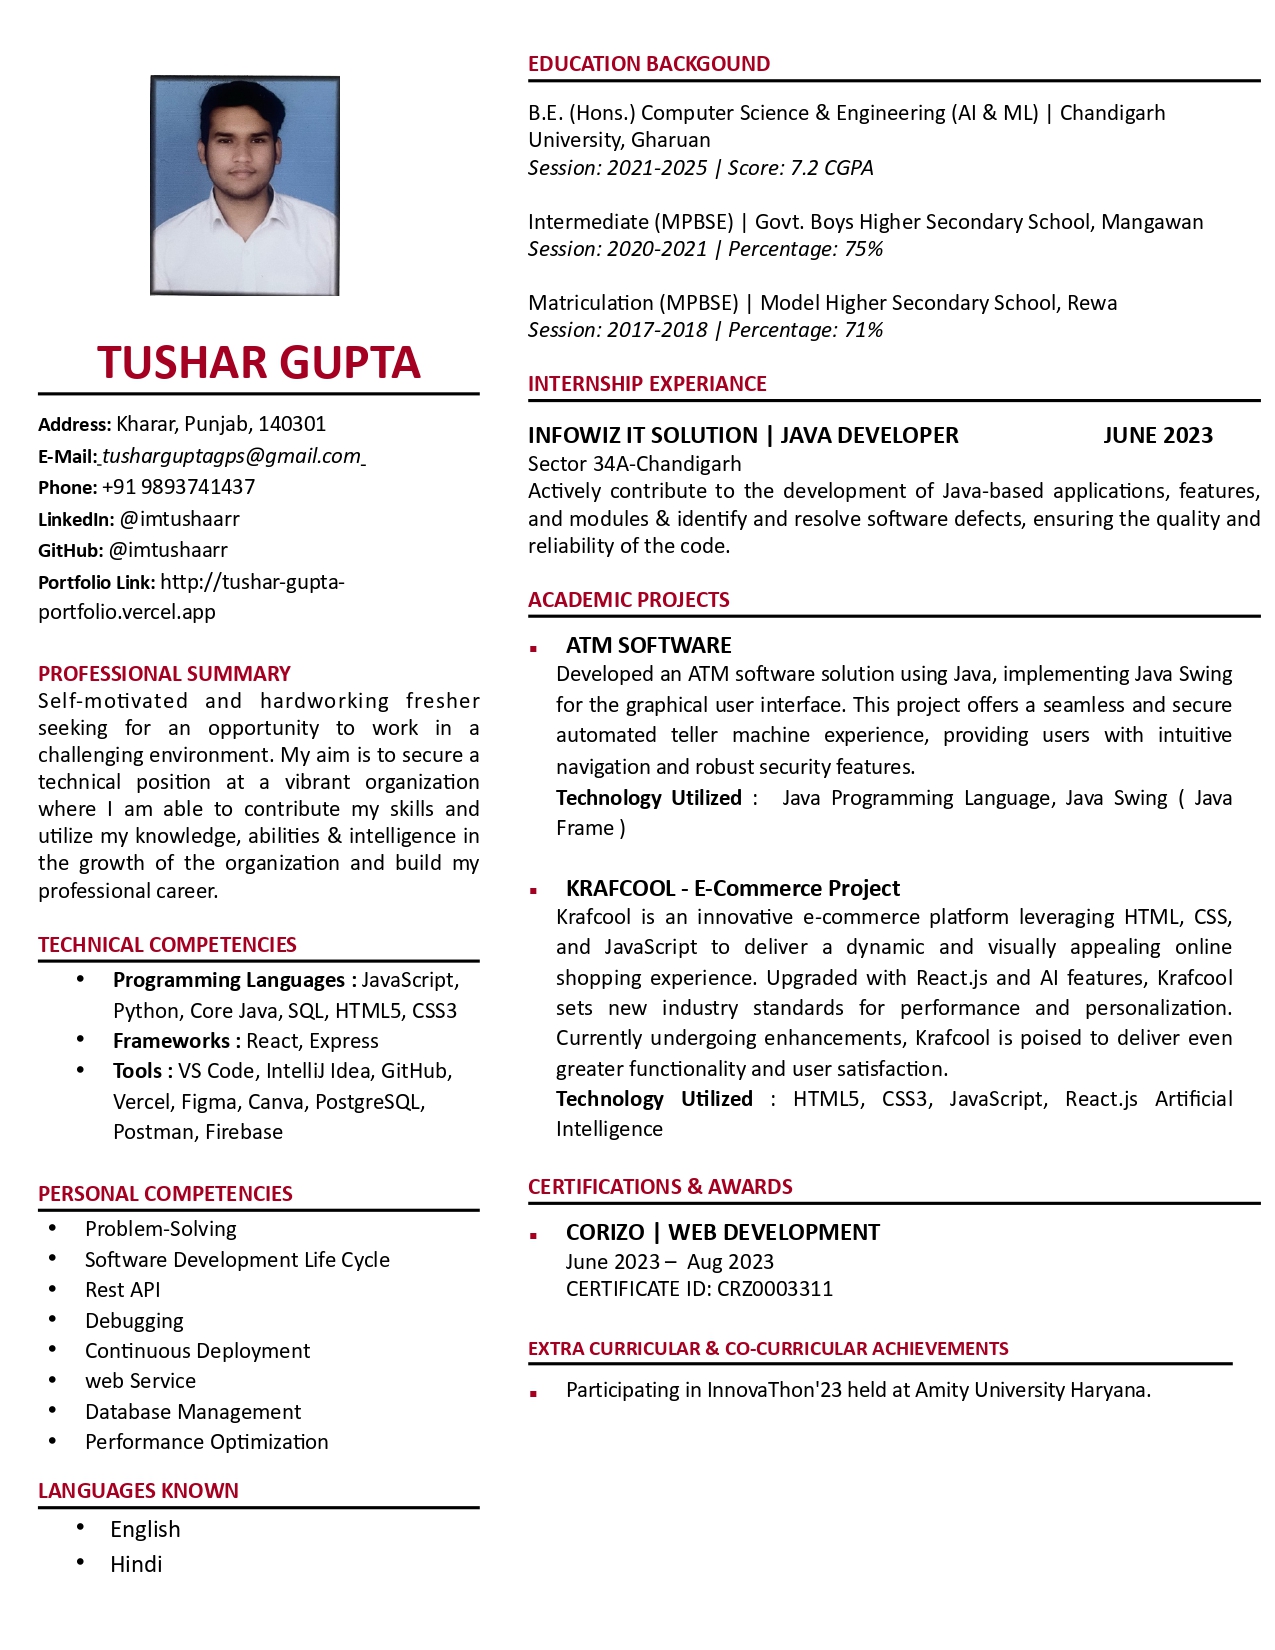 TUSHAR GUPTA
Address: Kharar, Punjab, 140301
E-Mail: tusharguptagps@gmail.com
Phone: +91 9893741437
LinkedIn: @imtushaarr
GitHub: @imtushaarr
Portfolio Link: http://tushar-gupta-
portfolio.vercel.app
PROFESSIONAL SUMMARY
Self-motivated and hardworking fresher
seeking for an opportunity to work in a
challenging environment. My aim is to secure a
technical position at a vibrant organization
where I am able to contribute my skills and
utilize my knowledge, abilities & intelligence in
the growth of the organization and build my
professional career.
TECHNICAL COMPETENCIES
• Programming Languages : JavaScript,
Python, Core Java, SQL, HTML5, CSS3
• Frameworks : React, Express
• Tools : VS Code, IntelliJ Idea, GitHub,
Vercel, Figma, Canva, PostgreSQL,
Postman, Firebase
PERSONAL COMPETENCIES
• Problem-Solving
• Software Development Life Cycle
• Rest API
• Debugging
• Continuous Deployment
• web Service
• Database Management
• Performance Optimization
LANGUAGES KNOWN
• English
• Hindi
EDUCATION BACKGOUND
B.E. (Hons.) Computer Science & Engineering (AI & ML) | Chandigarh
University, Gharuan
Session: 2021-2025 | Score: 7.2 CGPA
Intermediate (MPBSE) | Govt. Boys Higher Secondary School, Mangawan
Session: 2020-2021 | Percentage: 75%
Matriculation (MPBSE) | Model Higher Secondary School, Rewa
Session: 2017-2018 | Percentage: 71%
INTERNSHIP EXPERIANCE
INFOWIZ IT SOLUTION | JAVA DEVELOPER JUNE 2023
Sector 34A-Chandigarh
Actively contribute to the development of Java-based applications, features,
and modules & identify and resolve software defects, ensuring the quality and
reliability of the code.
ACADEMIC PROJECTS
▪ ATM SOFTWARE
Developed an ATM software solution using Java, implementing Java Swing
for the graphical user interface. This project offers a seamless and secure
automated teller machine experience, providing users with intuitive
navigation and robust security features.
Technology Utilized : Java Programming Language, Java Swing ( Java
Frame )
▪ KRAFCOOL - E-Commerce Project
Krafcool is an innovative e-commerce platform leveraging HTML, CSS,
and JavaScript to deliver a dynamic and visually appealing online
shopping experience. Upgraded with React.js and AI features, Krafcool
sets new industry standards for performance and personalization.
Currently undergoing enhancements, Krafcool is poised to deliver even
greater functionality and user satisfaction.
Technology Utilized : HTML5, CSS3, JavaScript, React.js Artificial
Intelligence
CERTIFICATIONS & AWARDS
▪ CORIZO | WEB DEVELOPMENT
June 2023 – Aug 2023
CERTIFICATE ID: CRZ0003311
EXTRA CURRICULAR & CO-CURRICULAR ACHIEVEMENTS
▪ Participating in InnovaThon'23 held at Amity University Haryana.